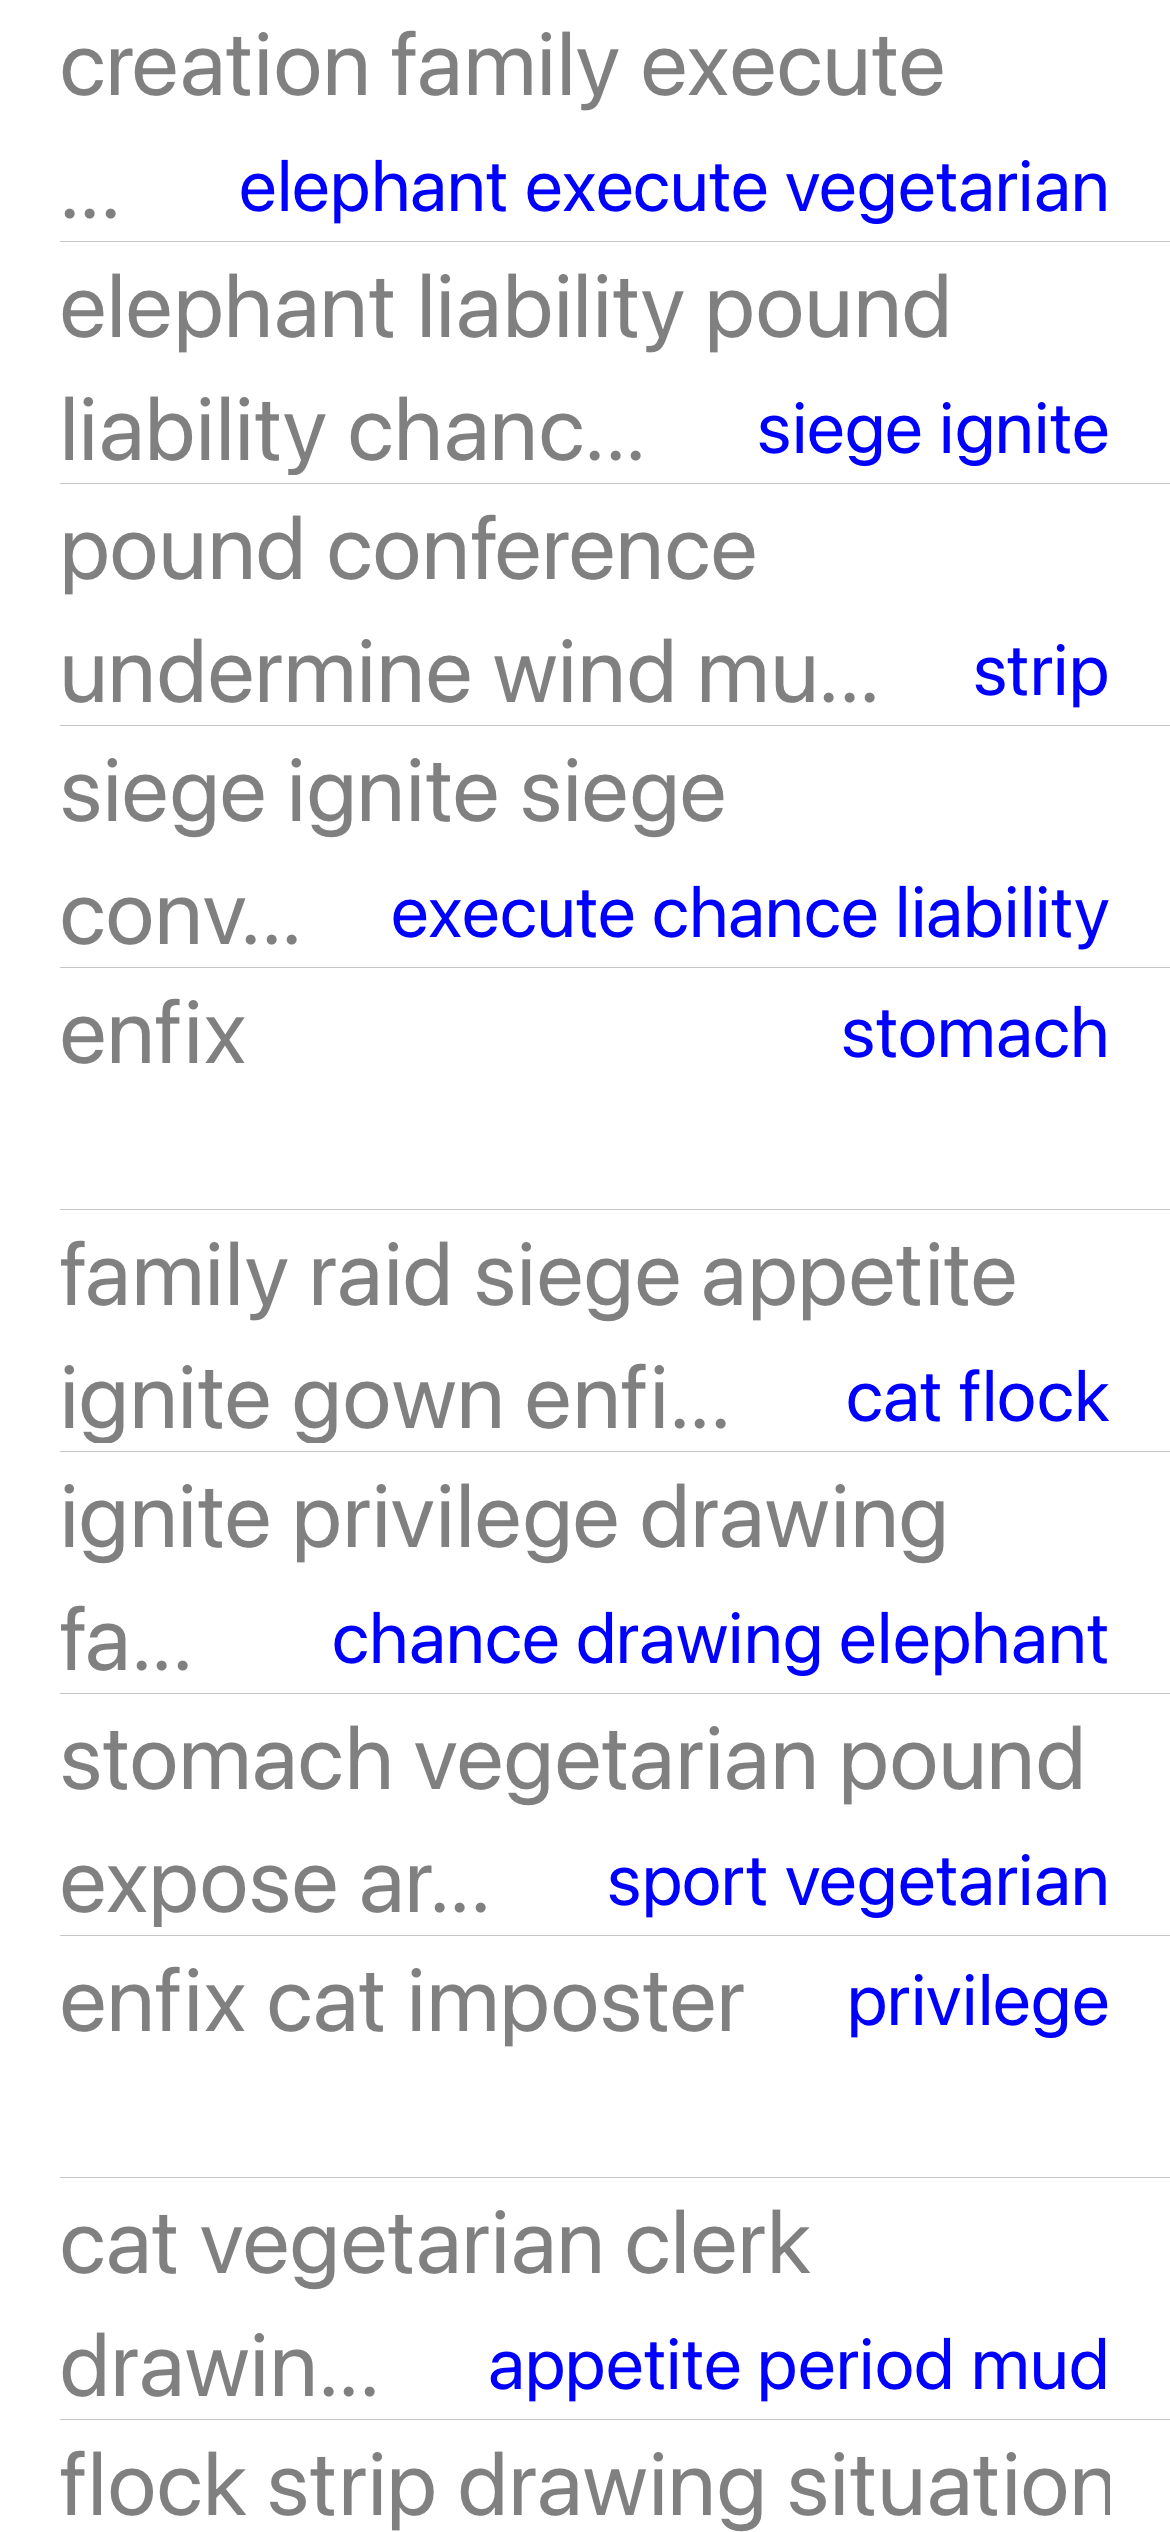 creation family execute
... elephant execute vegetarian
elephant liability pound
liability chanc... siege ignite
pound conference
undermine wind mu... strip
siege ignite siege
conv... execute chance liability
enfix stomach
family raid siege appetite
ignite gown enfi... cat flock
ignite privilege drawing
fa... chance drawing elephant
stomach vegetarian pound
expose ar... sport vegetarian
enfix cat imposter privilege
cat vegetarian clerk
drawin... appetite period mud
flock strip drawing situation